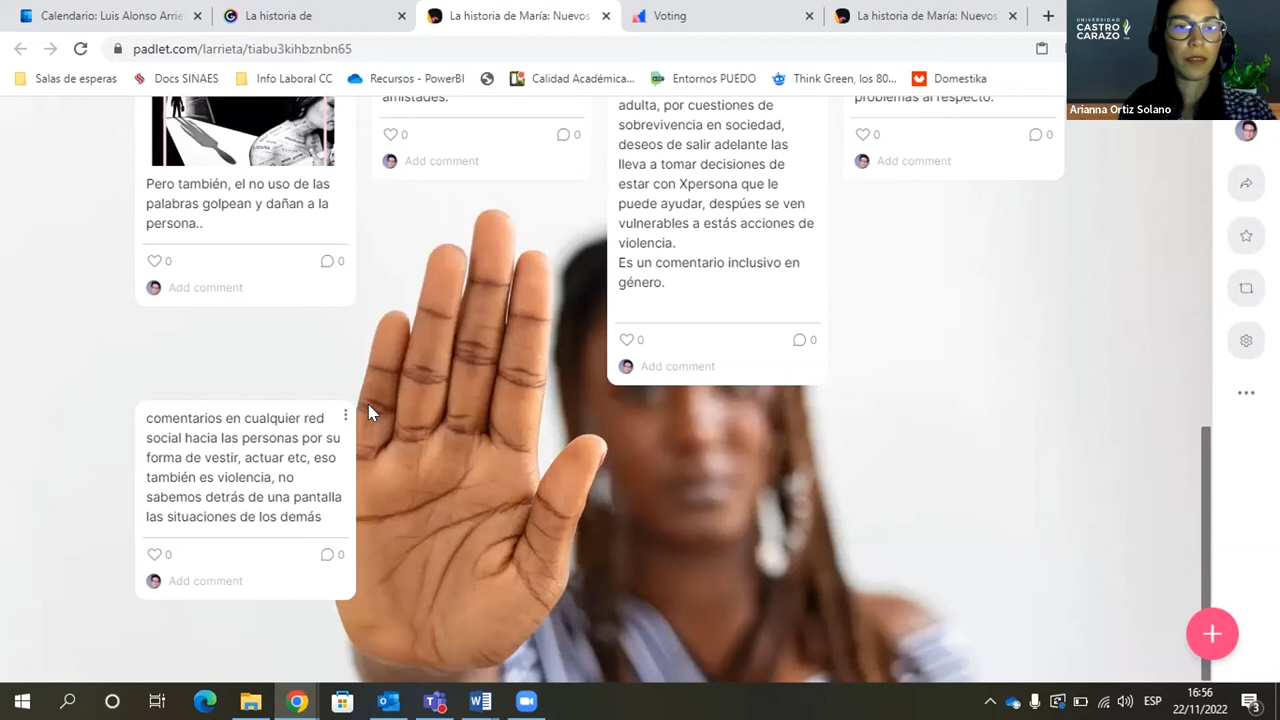 Calendario: Luis Alonso Arrie
La historia de
La historia de María: Nuevos
Voting
La historia de María: Nuevos
padlet.com/larrieta/tiabu3kihbznbn65
Salas de esperas
Docs SINAES
Info Laboral CC
Recursos - PowerBI
Calidad Académica...
Entornos PUEDO
Think Green, los 80...
Domestika
UNIVERSIDAD
CASTRO
CARAZO
Arianna Ortiz Solano
Pero también, el no uso de las
palabras golpean y dañan a la
persona..
0
0
Add comment
comentarios en cualquier red
social hacia las personas por su
forma de vestir, actuar etc, eso
también es violencia, no
sabemos detrás de una pantalla
las situaciones de los demás
0
0
Add comment
amistades.
0
0
Add comment
adulta, por cuestiones de
sobrevivencia en sociedad,
deseos de salir adelante las
lleva a tomar decisiones de
estar con Xpersona que le
puede ayudar, despúes se ven
vulnerables a estás acciones de
violencia.
Es un comentario inclusivo en
género.
0
0
Add comment
problemas al respecto.
0
0
Add comment
ESP
16:56
22/11/2022
3